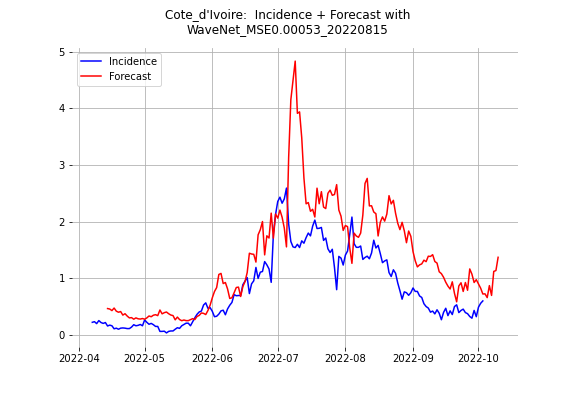 Cote_d'Ivoire:  Incidence + Forecast with
WaveNet_MSE0.00053_20220815
Incidence
Forecast
5
4
3
2
1
0
2022-04 2022-05 2022-06 2022-07 2022-08 2022-09 2022-10